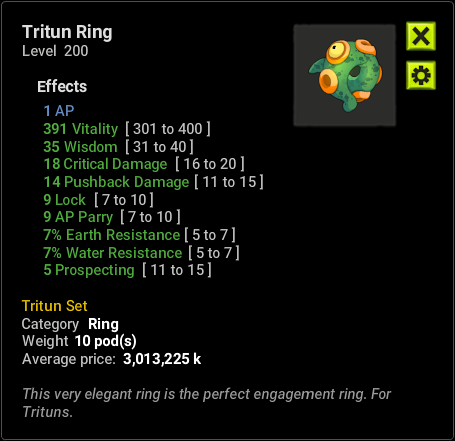 Tritun Ring
Level 200
Effects
1 AP
391 Vitality [ 301 to 400 ]
35 Wisdom [ 31 to 40 ]
18 Critical Damage [ 16 to 20 ]
14 Pushback Damage [ 11 to 15 ]
9 Lock [ 7 to 10 ]
9 AP Parry [ 7 to 10 ]
7% Earth Resistance [ 5 to 7 ]
7% Water Resistance [ 5 to 7 ]
5 Prospecting [ 11 to 15 ]
Tritun Set
Category Ring
Weight 10 pod(s)
Average price: 3,013,225 k
This very elegant ring is the perfect engagement ring. For
Trituns.